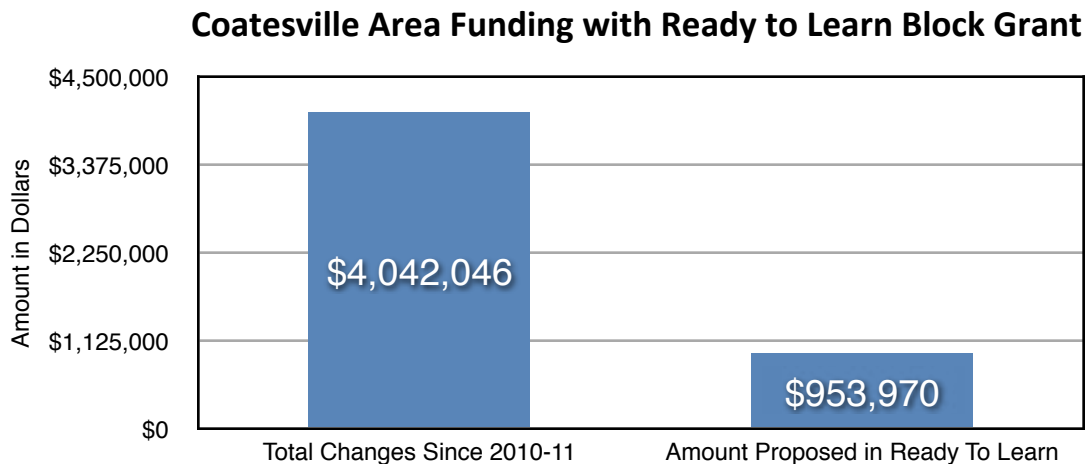 Coatesville Area Funding with Ready to Learn Block Grant
$4,500,000
$3,375,000
$2,250,000
$1,125,000
$0
Amount in Dollars
$4,042,046
$953,970
Total Changes Since 2010-11
Amount Proposed in Ready To Learn